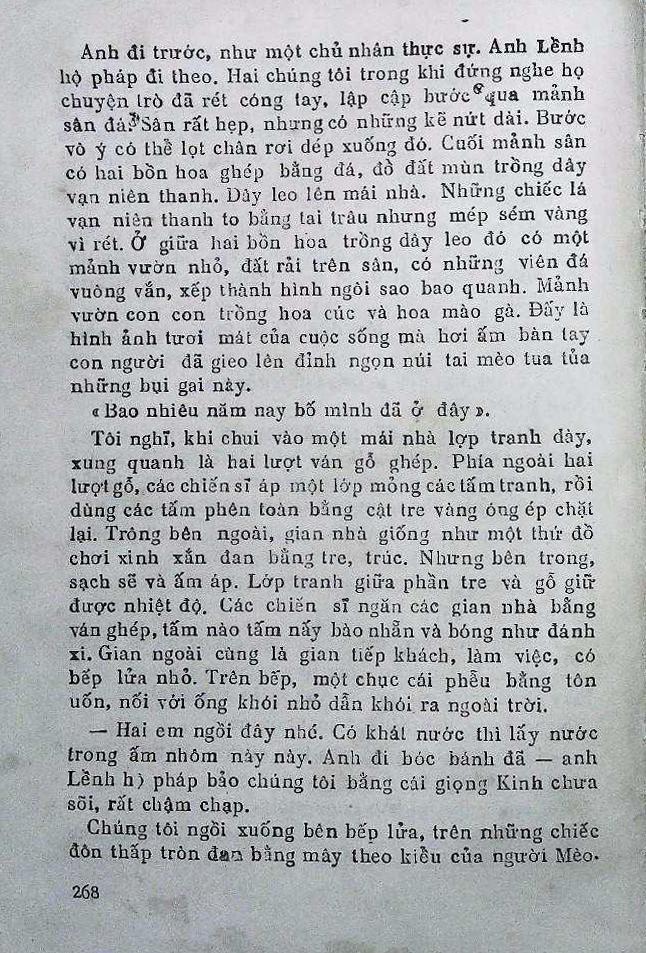 Anh đi trước, như một chủ nhân thực sự. Anh Lềnh
hộ pháp đi theo. Hai chúng tôi trong khi đứng nghe họ
chuyện trò đã rét cóng tay, lập cập bước qua mảnh
sân đá. Sân rất hẹp, nhưng có những kẽ nứt dài. Bước
vô ý có thể lọt chân rơi dép xuống đó. Cuối mảnh sân
có hai bồn hoa ghép bằng đá, đổ đất mùn trồng dây
vạn niên thanh. Dây leo lên mái nhà. Những chiếc lá
vạn niên thanh to bằng tai trâu nhưng mép sém vàng
vì rét. Ở giữa hai bồn hoa trồng dây leo đó có một
mảnh vườn nhỏ, đất rải trên sân, có những viên đá
vuông vắn, xếp thành hình ngôi sao bao quanh. Mảnh
vườn con con trồng hoa cúc và hoa mào gà. Đấy là
hình ảnh tươi mát của cuộc sống mà hơi ấm bàn tay
con người đã gieo lên đỉnh ngọn núi tai mèo tua tủa
những bụi gai này.
« Bao nhiêu năm nay bố mình đã ở đây ».
Tôi nghĩ, khi chui vào một mái nhà lợp tranh dày,
xung quanh là hai lượt ván gỗ ghép. Phía ngoài hai
lượt gỗ, các chiến sĩ áp một lớp mỏng các tấm tranh, rồi
dùng các tấm phên toàn bằng cật tre vàng óng ép chặt
lại. Trông bên ngoài, gian nhà giống như một thứ đồ
chơi xinh xắn đan bằng tre, trúc. Nhưng bên trong,
sạch sẽ và ấm áp. Lớp tranh giữa phần tre và gỗ giữ
được nhiệt độ. Các chiến sĩ ngăn các gian nhà bằng
ván ghép, tấm nào tấm nấy bào nhẵn và bóng như đánh
xi. Gian ngoài cùng là gian tiếp khách, làm việc, có
bếp lửa nhỏ. Trên bếp, một chục cái phễu bằng tôn
uốn, nối với ống khói nhỏ dẫn khói ra ngoài trời.
— Hai em ngồi đây nhé. Có khát nước thì lấy nước
trong ấm nhôm này này. Anh đi bóc bánh đã — anh
Lềnh h) pháp bảo chúng tôi bằng cái giọng Kinh chưa
sõi, rất chậm chạp.
Chúng tôi ngồi xuống bên bếp lửa, trên những chiếc
đôn thấp tròn đan bằng mây theo kiểu của người Mèo.
268